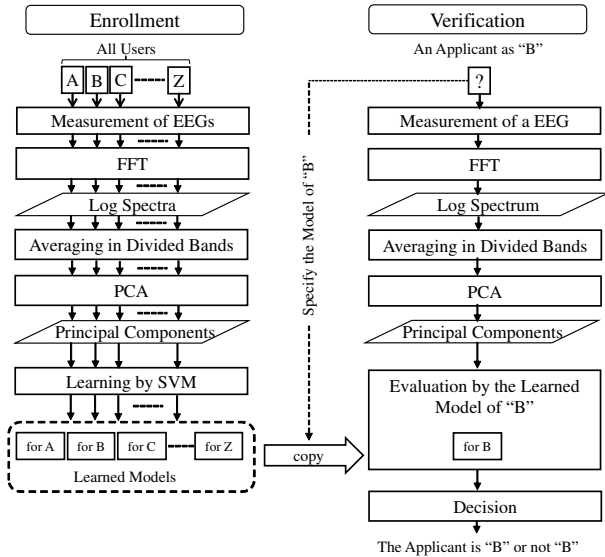 Enrollment
All Users
A B C Z
Measurement of EEGs
FFT
Log Spectra
Averaging in Divided Bands
PCA
Principal Components
Learning by SVM
for A for B for C for Z
Learned Models
Specify the Model of “B”
copy
Verification
An Applicant as “B”
?
Measurement of a EEG
FFT
Log Spectrum
Averaging in Divided Bands
PCA
Principal Components
Evaluation by the Learned
Model of “B”
for B
Decision
The Applicant is “B” or not “B”